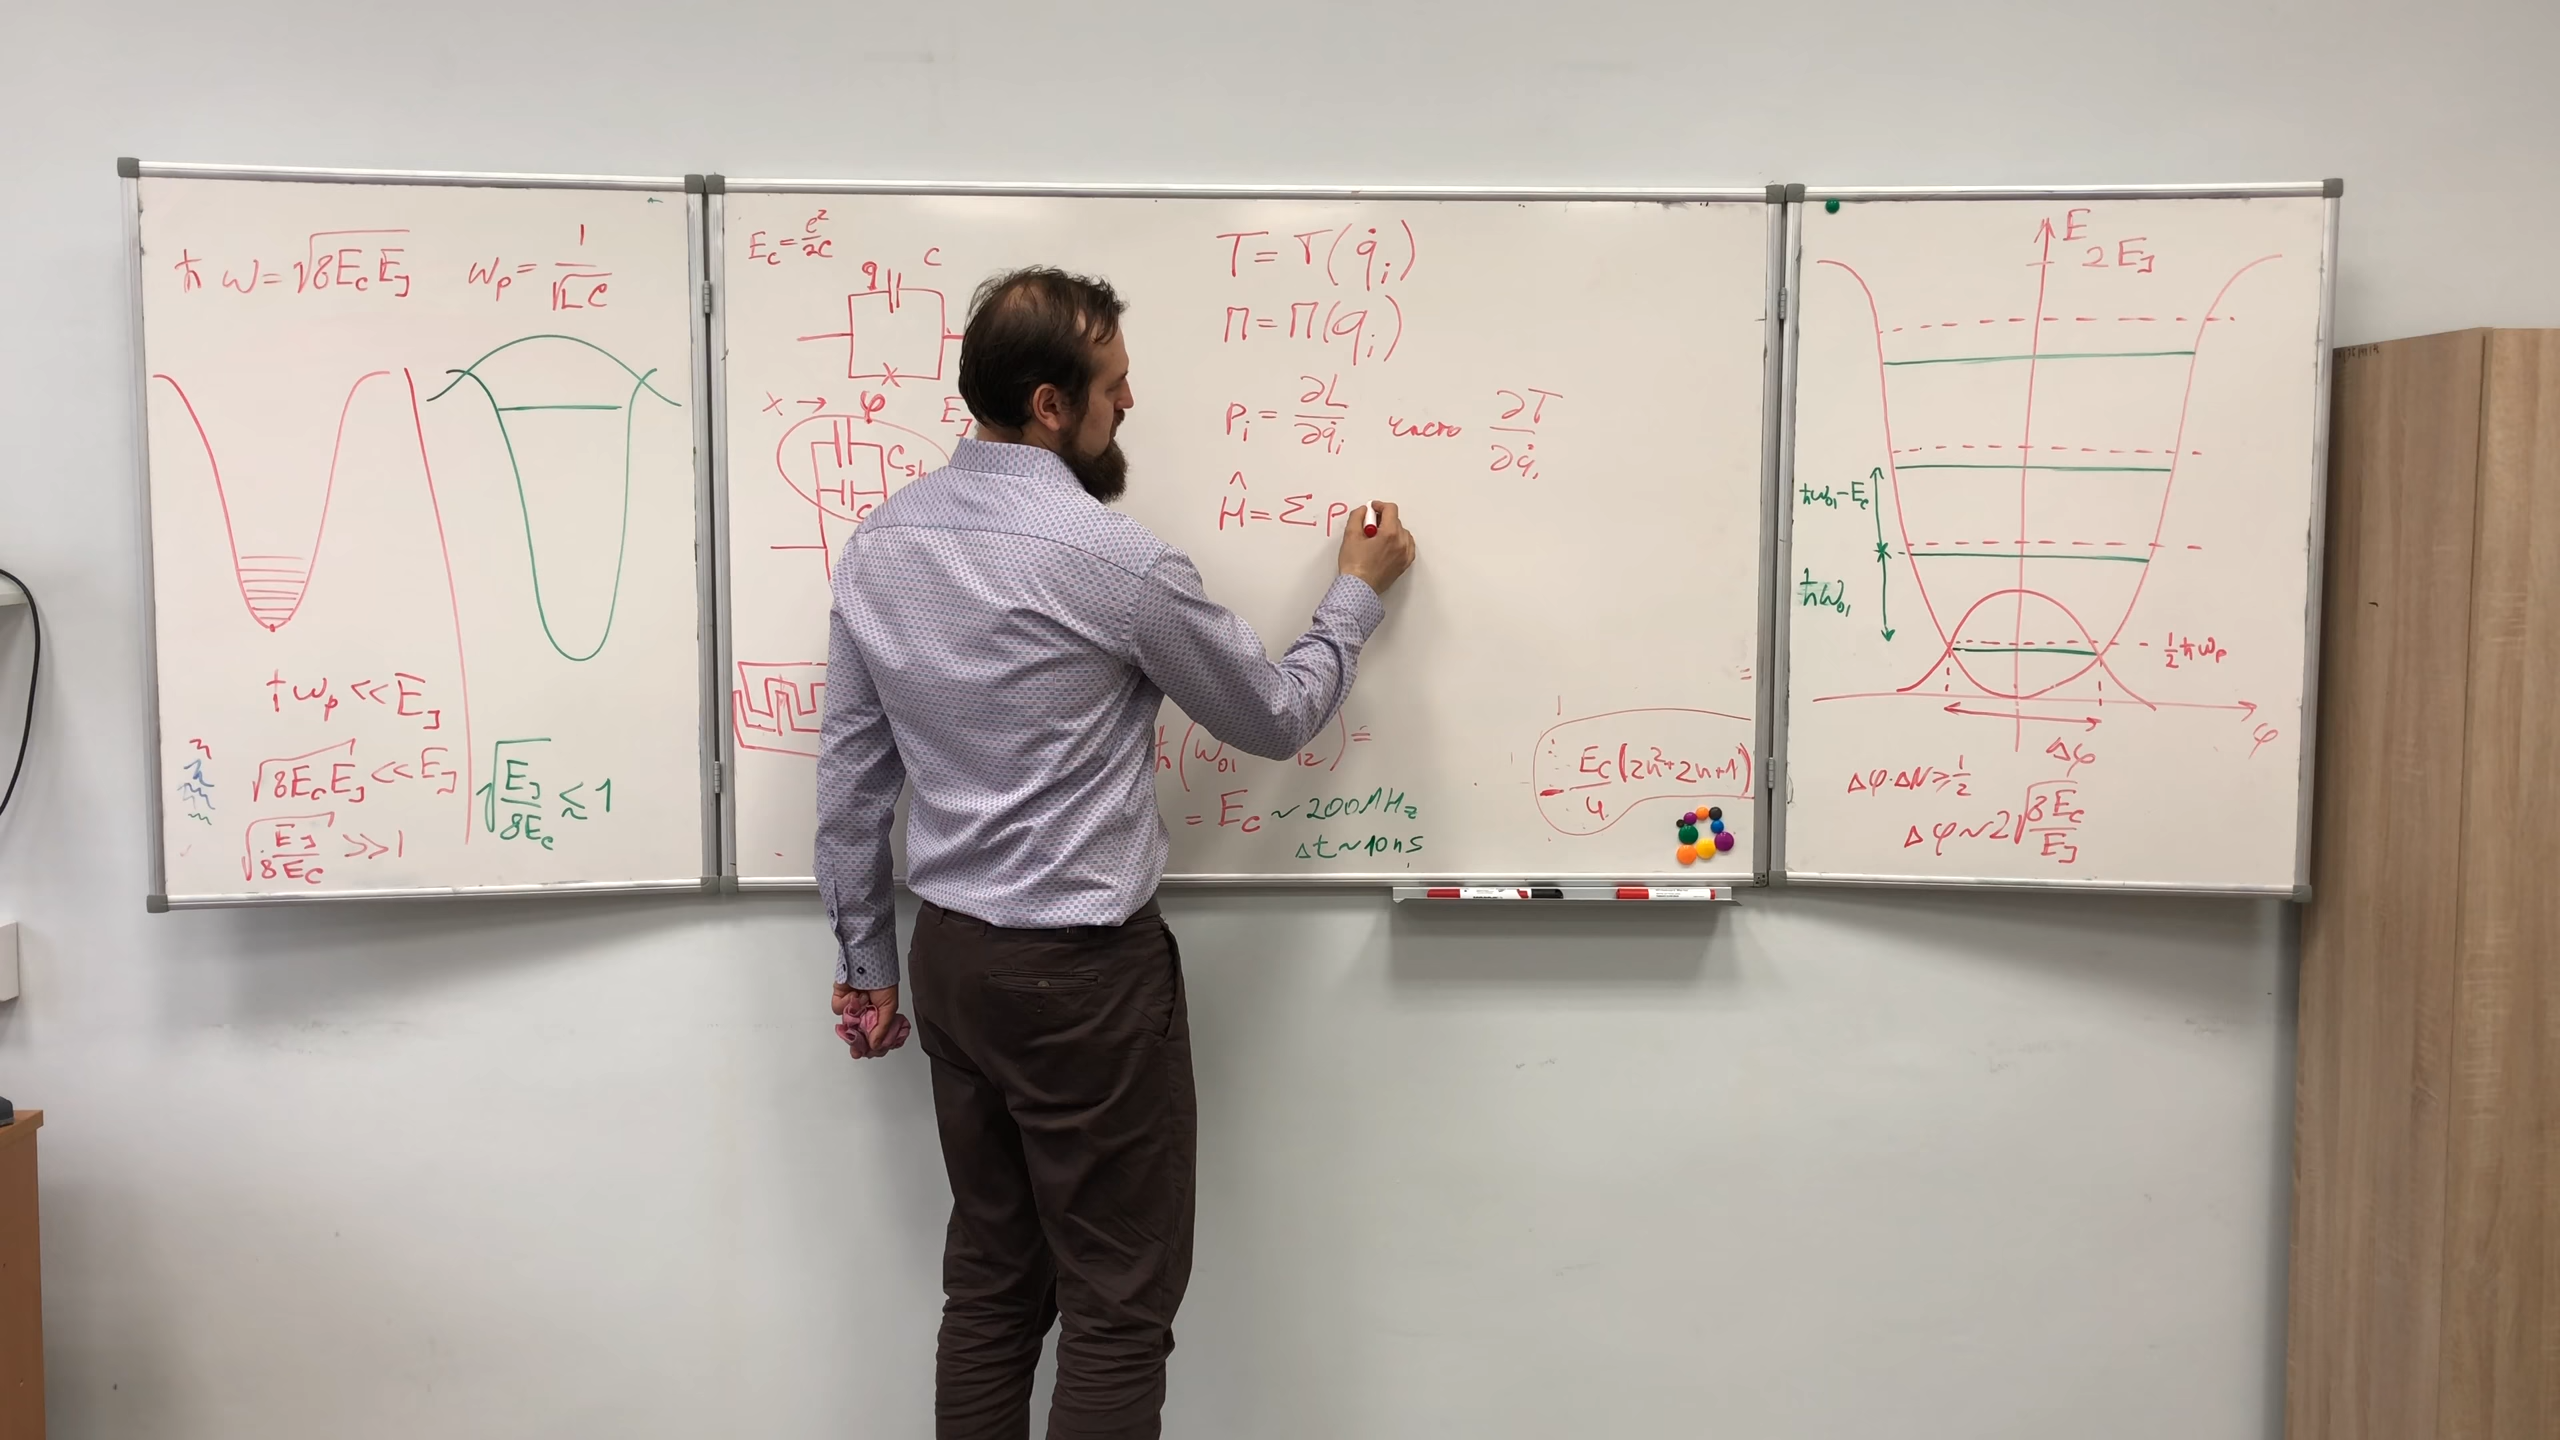 ħ ω = √8E_c E_J
ω_p = 1/√LC
ħω_p << E_J
√8E_c E_J << E_J
√E_J/8E_c >> 1
√E_J/8E_c ≲ 1
E_c = e²/2c
q C
x → φ
E_J
C
T = T(q̇_i)
П = П(q_i)
p_i = ∂L/∂q̇_i часто ∂T/∂q̇_i
Ĥ = Σ p
ħ(ω_01 12) =
= E_c ~ 200 MHz
Δt ~ 10 ns
- E_c/4 (2n²+2n+1)
=
E
2E_J
ħω_01 - E_c
ħω_01
½ħω_p
φ
Δφ
Δφ·ΔN ≥ ½
Δφ ~ 2√8E_c/E_J